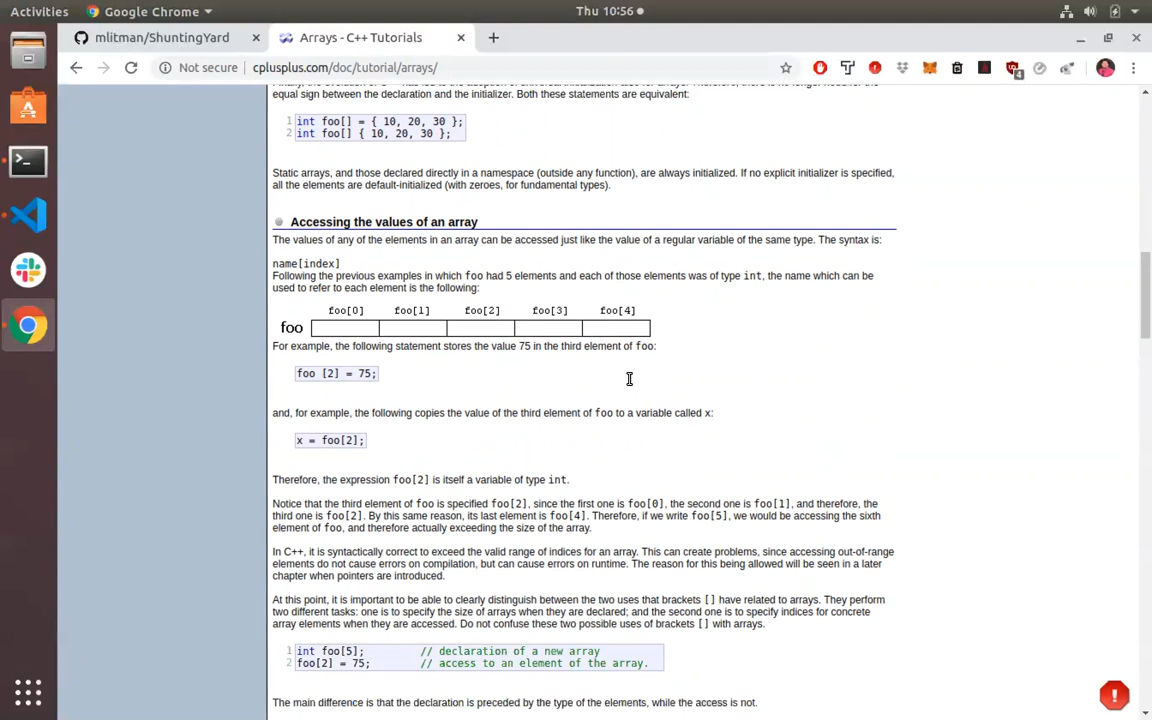 Activities
Google Chrome
Thu 10:56
mlitman/ShuntingYard
Arrays - C++ Tutorials
Not secure
cplusplus.com/doc/tutorial/arrays/
4
equal sign between the declaration and the initializer. Both these statements are equivalent:
1 int foo[] = { 10, 20, 30 };
2 int foo[] { 10, 20, 30 };
Static arrays, and those declared directly in a namespace (outside any function), are always initialized. If no explicit initializer is specified,
all the elements are default-initialized (with zeroes, for fundamental types).
Accessing the values of an array
The values of any of the elements in an array can be accessed just like the value of a regular variable of the same type. The syntax is:
name[index]
Following the previous examples in which foo had 5 elements and each of those elements was of type int, the name which can be
used to refer to each element is the following:
foo[0] foo[1] foo[2] foo[3] foo[4]
foo
For example, the following statement stores the value 75 in the third element of foo:
foo [2] = 75;
and, for example, the following copies the value of the third element of foo to a variable called x:
x = foo[2];
Therefore, the expression foo[2] is itself a variable of type int.
Notice that the third element of foo is specified foo[2], since the first one is foo[0], the second one is foo[1], and therefore, the
third one is foo[2]. By this same reason, its last element is foo[4]. Therefore, if we write foo[5], we would be accessing the sixth
element of foo, and therefore actually exceeding the size of the array.
In C++, it is syntactically correct to exceed the valid range of indices for an array. This can create problems, since accessing out-of-range
elements do not cause errors on compilation, but can cause errors on runtime. The reason for this being allowed will be seen in a later
chapter when pointers are introduced.
At this point, it is important to be able to clearly distinguish between the two uses that brackets [] have related to arrays. They perform
two different tasks: one is to specify the size of arrays when they are declared; and the second one is to specify indices for concrete
array elements when they are accessed. Do not confuse these two possible uses of brackets [] with arrays.
1 int foo[5]; // declaration of a new array
2 foo[2] = 75; // access to an element of the array.
The main difference is that the declaration is preceded by the type of the elements, while the access is not.